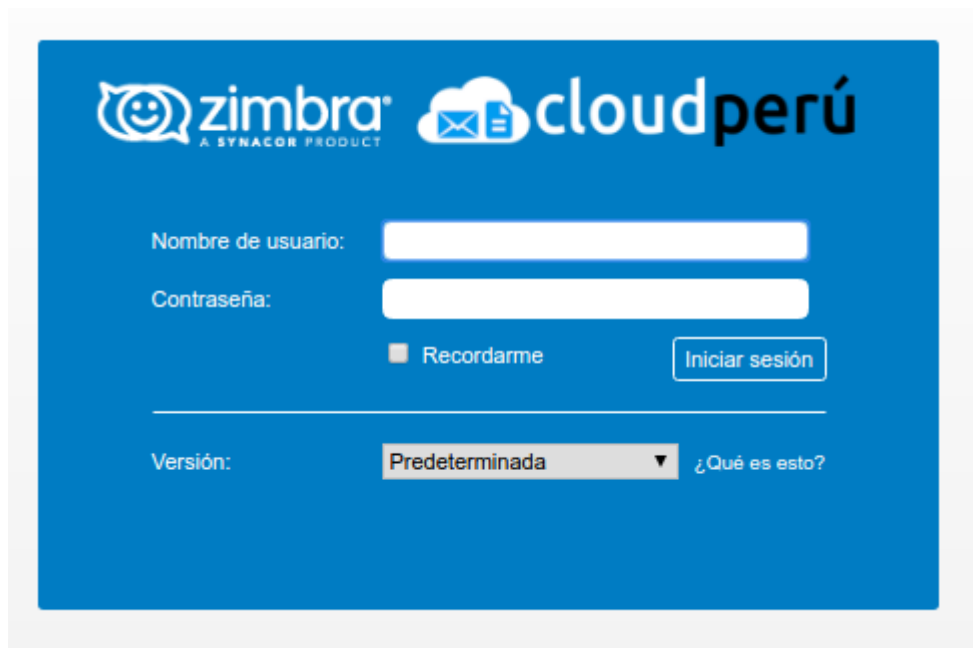 zimbra® cloudperú
A SYNACOR PRODUCT
Nombre de usuario:
Contraseña:
Recordarme Iniciar sesión
Versión: Predeterminada ▼ ¿Qué es esto?